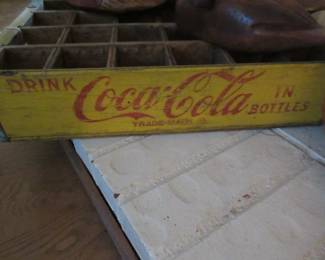 DRINK Coca-Cola IN BOTTLES
TRADE-MARK ®